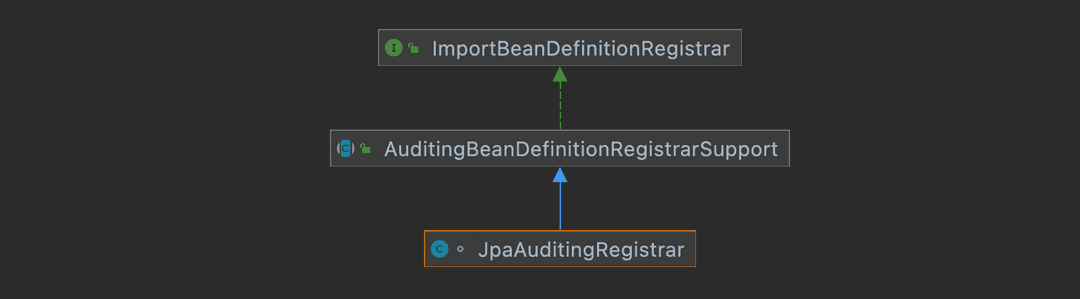 ImportBeanDefinitionRegistrar
AuditingBeanDefinitionRegistrarSupport
JpaAuditingRegistrar